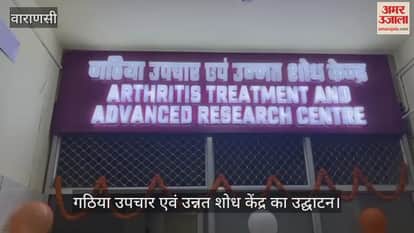 वाराणसी
अमर उजाला
amarujala.com
गठिया उपचार एवं उन्नत शोध केन्द्र
ARTHRITIS TREATMENT AND
ADVANCED RESEARCH CENTRE
गठिया उपचार एवं उन्नत शोध केंद्र का उद्घाटन।